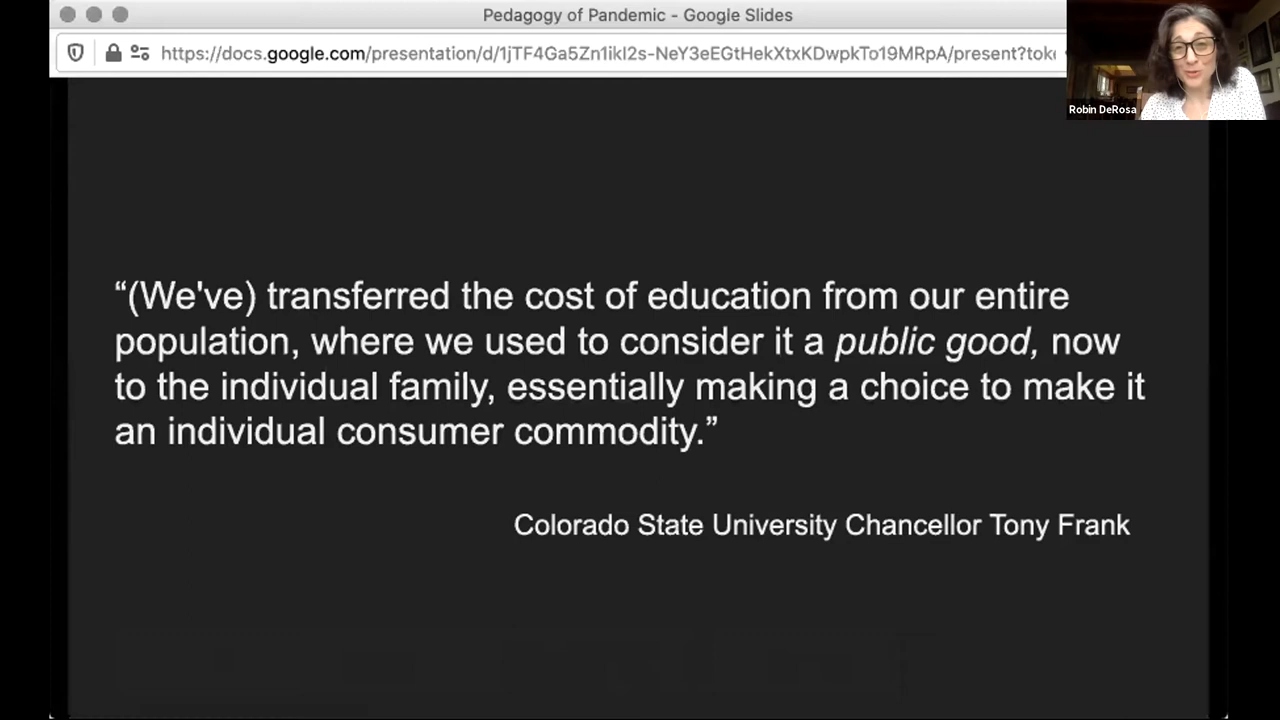 Pedagogy of Pandemic - Google Slides
https://docs.google.com/presentation/d/1jTF4Ga5Zn1ikI2s-NeY3eEGtHekXtxKDwpkTo19MRpA/present?toke
Robin DeRosa
“(We've) transferred the cost of education from our entire
population, where we used to consider it a public good, now
to the individual family, essentially making a choice to make it
an individual consumer commodity.”
Colorado State University Chancellor Tony Frank